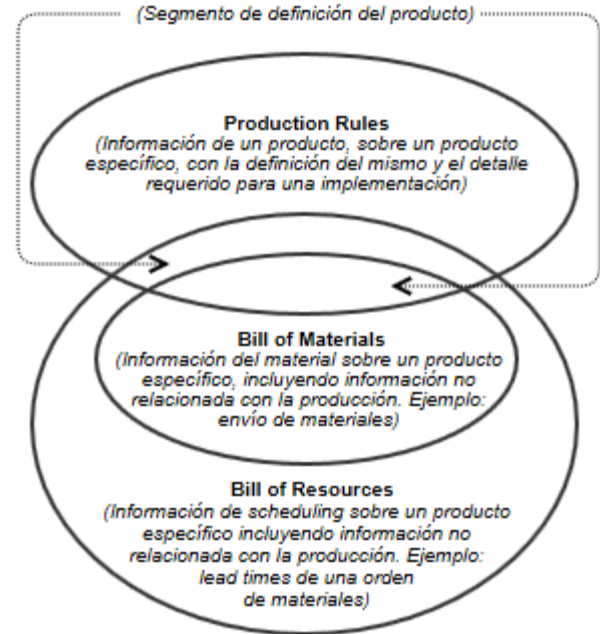 (Segmento de definición del producto)
Production Rules
(Información de un producto, sobre un producto
específico, con la definición del mismo y el detalle
requerido para una implementación)
Bill of Materials
(Información del material sobre un producto
específico, incluyendo información no
relacionada con la producción. Ejemplo:
envío de materiales)
Bill of Resources
(Información de scheduling sobre un producto
específico incluyendo información no
relacionada con la producción. Ejemplo:
lead times de una orden
de materiales)